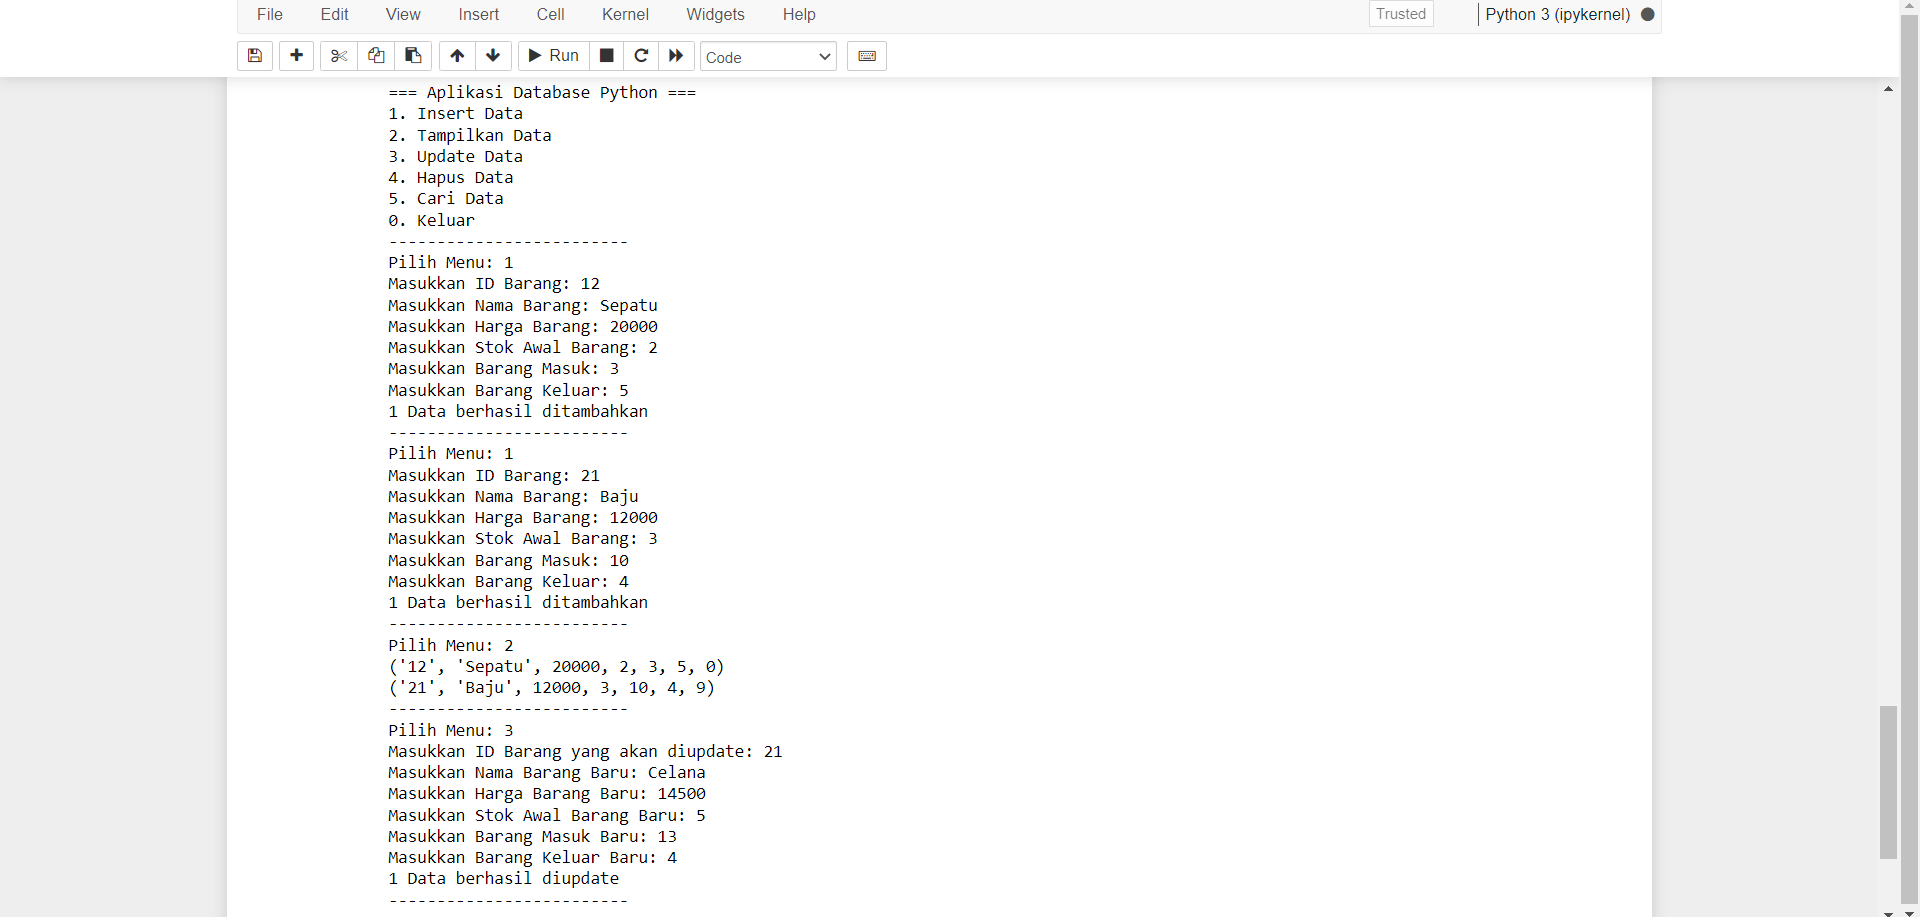 File Edit View Insert Cell Kernel Widgets Help Trusted Python 3 (ipykernel)
Run Code
=== Aplikasi Database Python ===
1. Insert Data
2. Tampilkan Data
3. Update Data
4. Hapus Data
5. Cari Data
0. Keluar
-------------------------
Pilih Menu: 1
Masukkan ID Barang: 12
Masukkan Nama Barang: Sepatu
Masukkan Harga Barang: 20000
Masukkan Stok Awal Barang: 2
Masukkan Barang Masuk: 3
Masukkan Barang Keluar: 5
1 Data berhasil ditambahkan
-------------------------
Pilih Menu: 1
Masukkan ID Barang: 21
Masukkan Nama Barang: Baju
Masukkan Harga Barang: 12000
Masukkan Stok Awal Barang: 3
Masukkan Barang Masuk: 10
Masukkan Barang Keluar: 4
1 Data berhasil ditambahkan
-------------------------
Pilih Menu: 2
('12', 'Sepatu', 20000, 2, 3, 5, 0)
('21', 'Baju', 12000, 3, 10, 4, 9)
-------------------------
Pilih Menu: 3
Masukkan ID Barang yang akan diupdate: 21
Masukkan Nama Barang Baru: Celana
Masukkan Harga Barang Baru: 14500
Masukkan Stok Awal Barang Baru: 5
Masukkan Barang Masuk Baru: 13
Masukkan Barang Keluar Baru: 4
1 Data berhasil diupdate
-------------------------